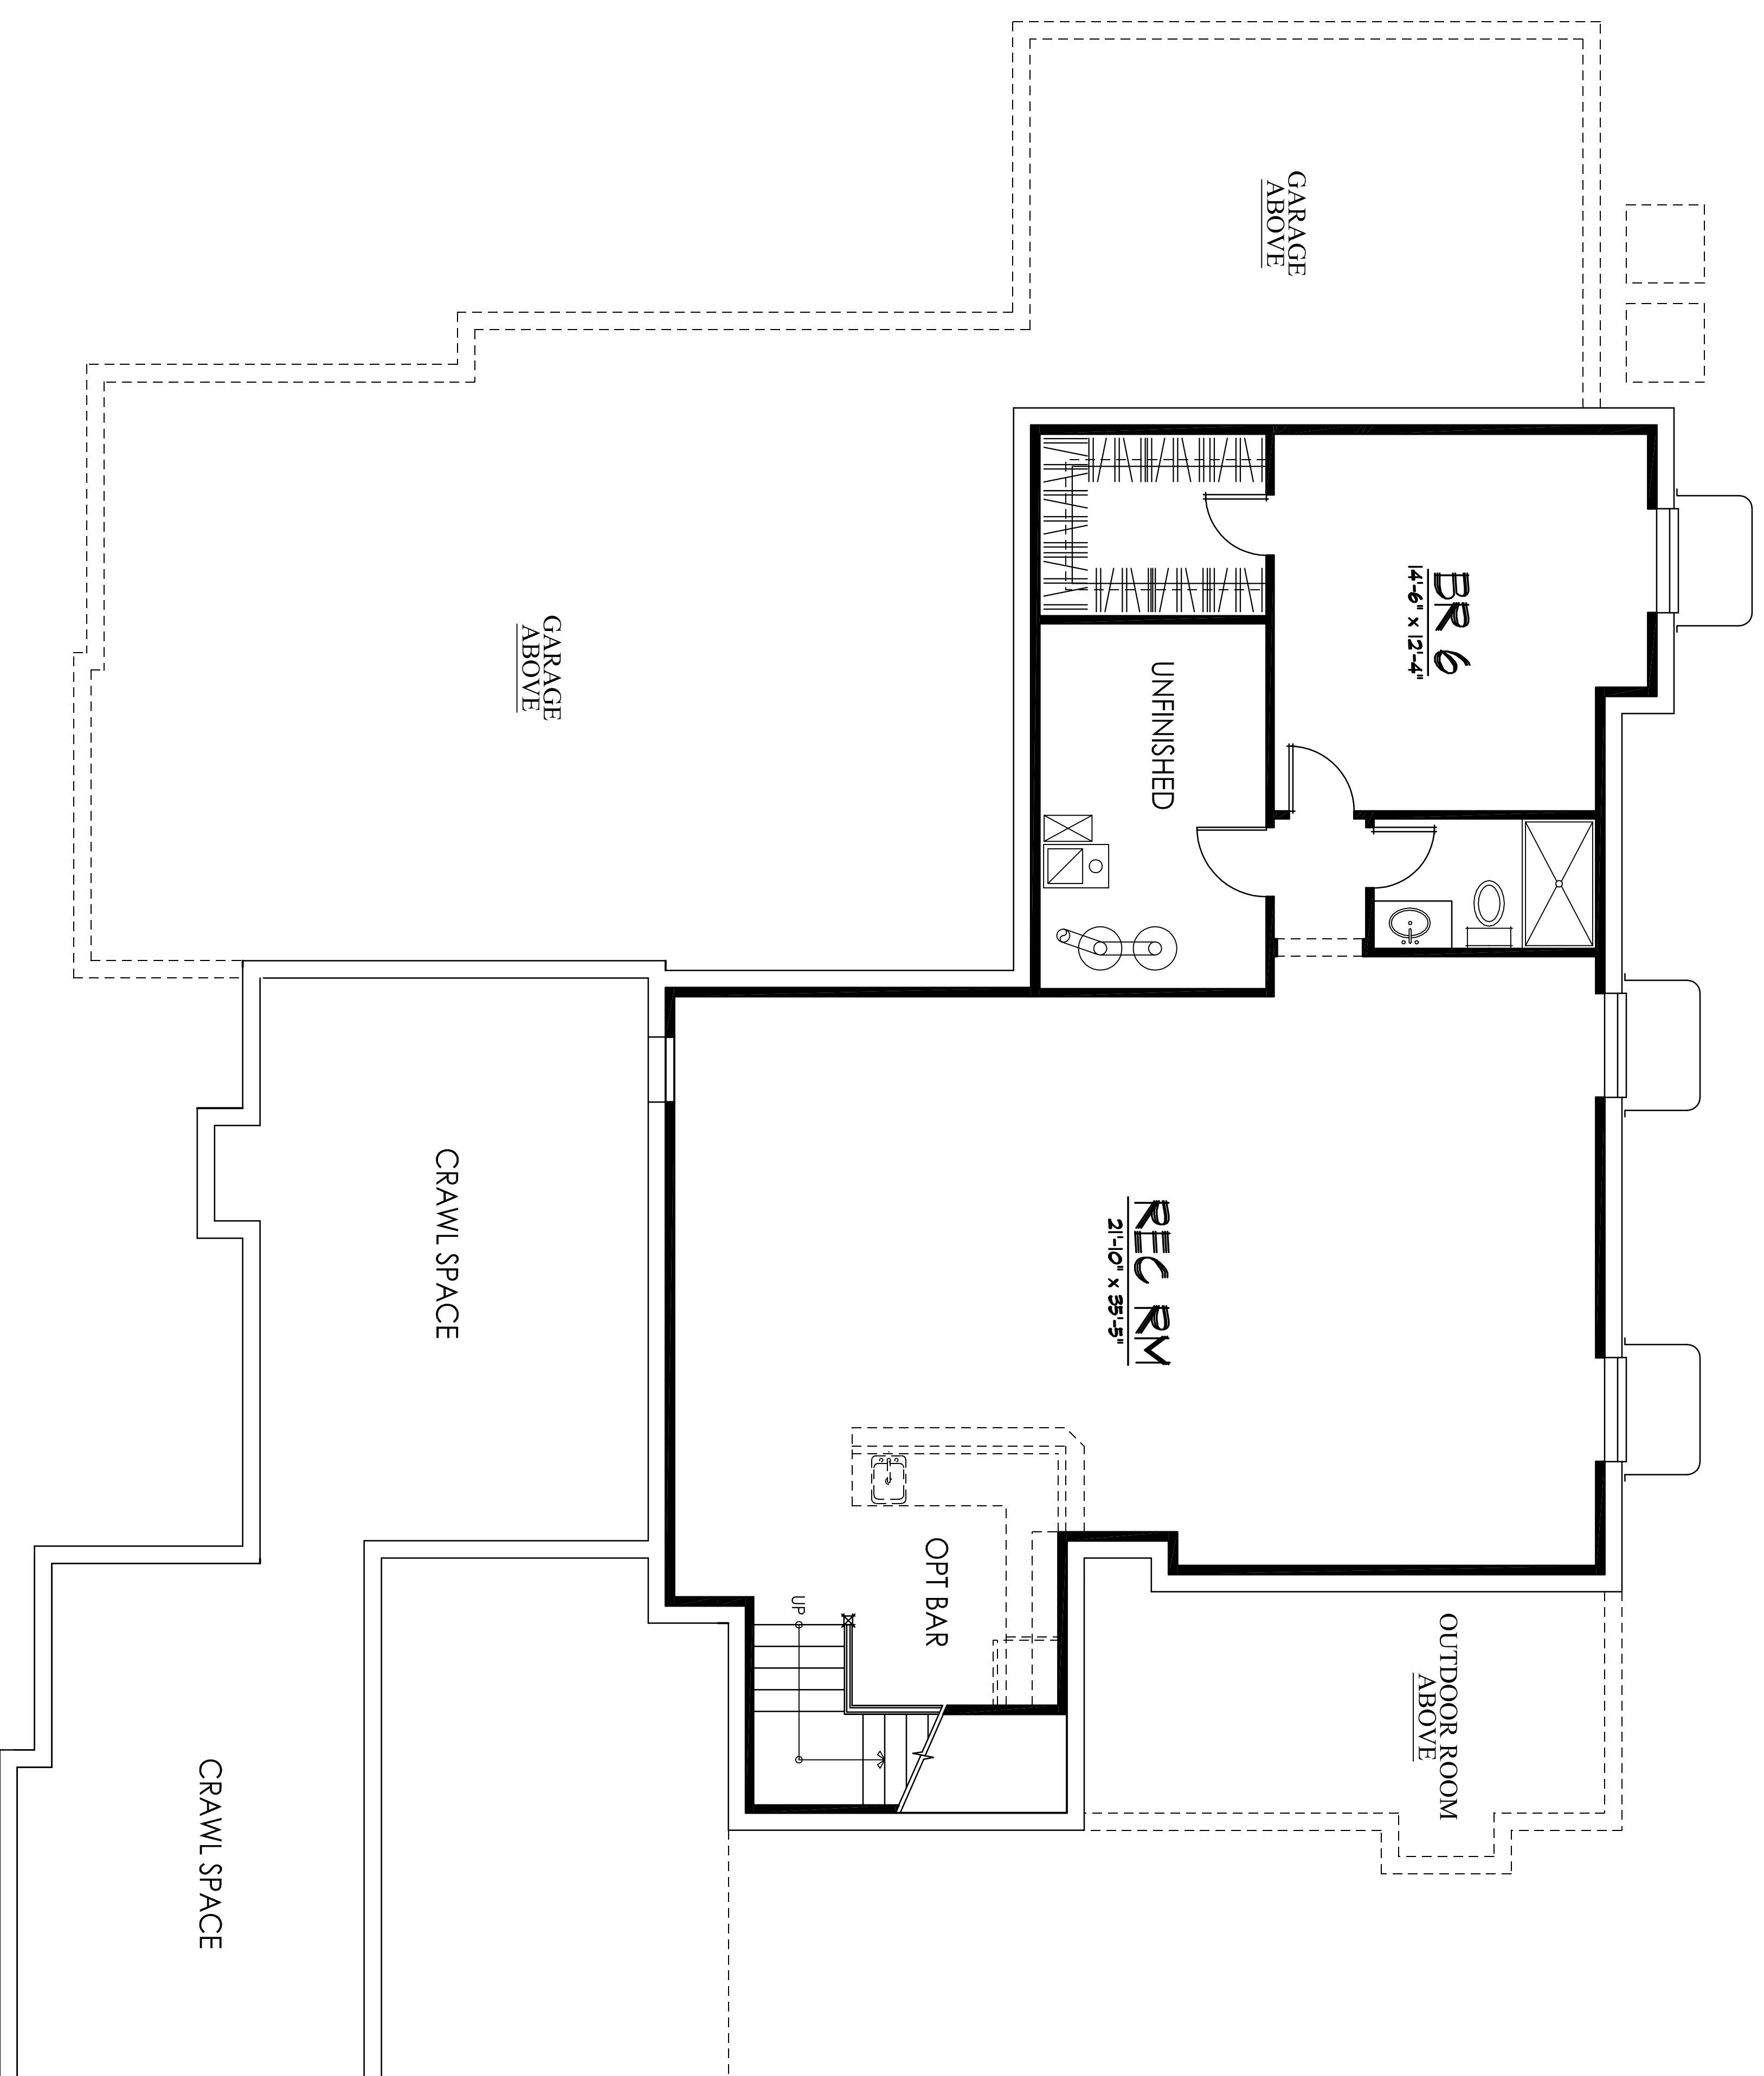 GARAGE
ABOVE
BR 6
14'-6" x 12'-4"
GARAGE
ABOVE
UNFINISHED
REC RM
21'-10" x 35'-5"
CRAWL SPACE
OPT BAR
UP
OUTDOOR ROOM
ABOVE
CRAWL SPACE